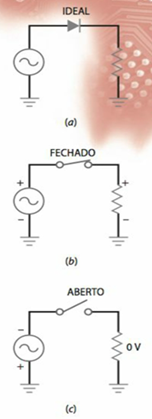 IDEAL
(a)
FECHADO
+ +
− −
(b)
ABERTO
−
0 V
+
(c)